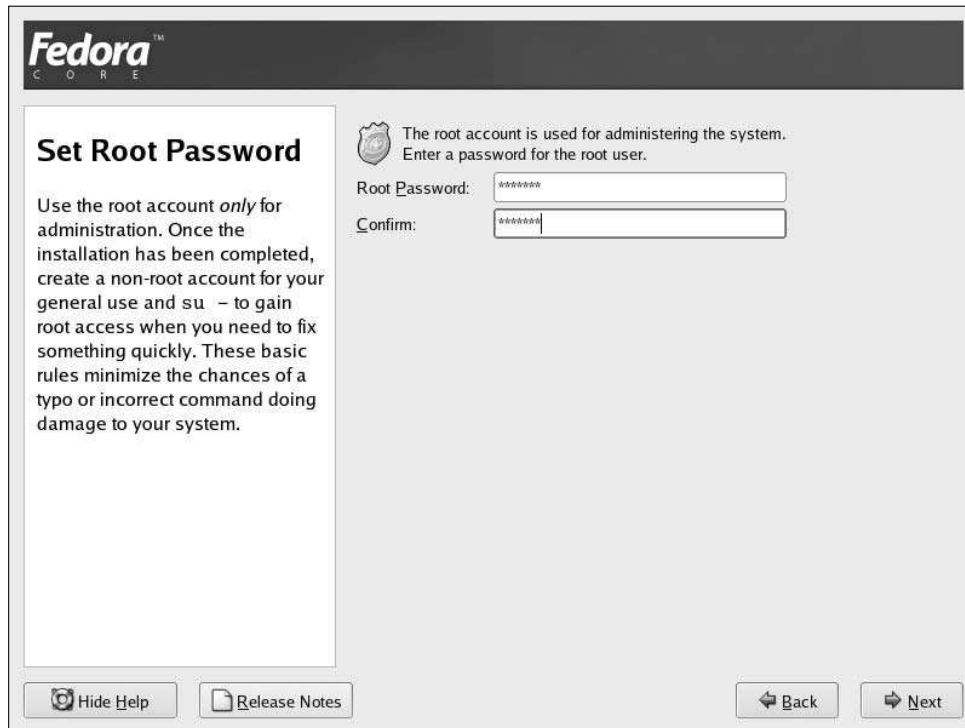 Fedora™
CORE
Set Root Password
Use the root account only for
administration. Once the
installation has been completed,
create a non-root account for your
general use and su - to gain
root access when you need to fix
something quickly. These basic
rules minimize the chances of a
typo or incorrect command doing
damage to your system.
The root account is used for administering the system.
Enter a password for the root user.
Root Password: *******
Confirm: *******
Hide Help
Release Notes
Back
Next